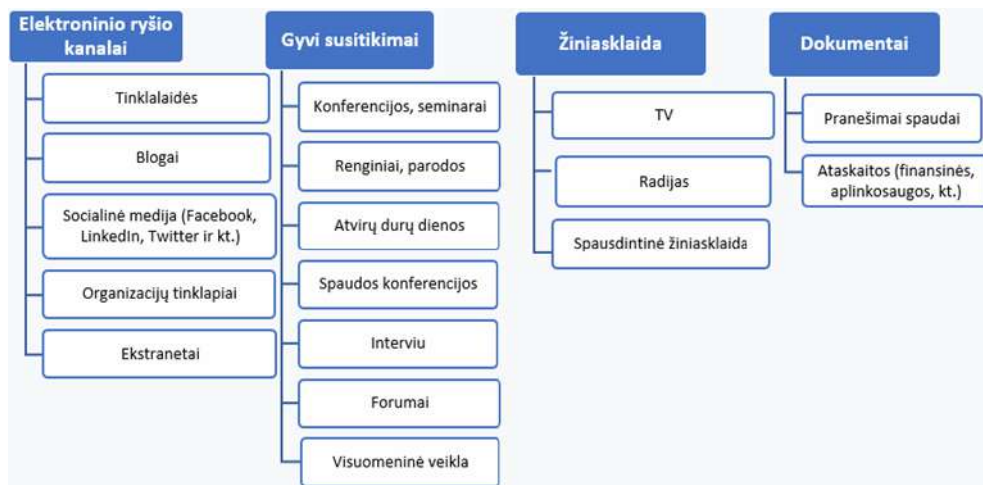 Elektroninio ryšio
kanalai
Tinklalaidės
Blogai
Socialinė medija (Facebook,
LinkedIn, Twitter ir kt.)
Organizacijų tinklapiai
Ekstranetai
Gyvi susitikimai
Konferencijos, seminarai
Renginiai, parodos
Atvirų durų dienos
Spaudos konferencijos
Interviu
Forumai
Visuomeninė veikla
Žiniasklaida
TV
Radijas
Spausdintinė žiniasklaida
Dokumentai
Pranešimai spaudai
Ataskaitos (finansinės,
aplinkosaugos, kt.)